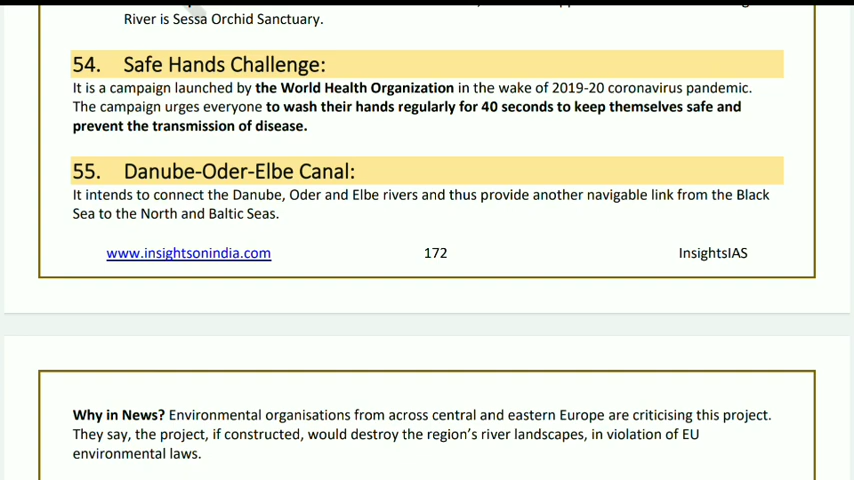 River is Sessa Orchid Sanctuary.
54. Safe Hands Challenge:
It is a campaign launched by the World Health Organization in the wake of 2019-20 coronavirus pandemic.
The campaign urges everyone to wash their hands regularly for 40 seconds to keep themselves safe and
prevent the transmission of disease.
55. Danube-Oder-Elbe Canal:
It intends to connect the Danube, Oder and Elbe rivers and thus provide another navigable link from the Black
Sea to the North and Baltic Seas.
www.insightsonindia.com 172 InsightsIAS
Why in News? Environmental organisations from across central and eastern Europe are criticising this project.
They say, the project, if constructed, would destroy the region’s river landscapes, in violation of EU
environmental laws.